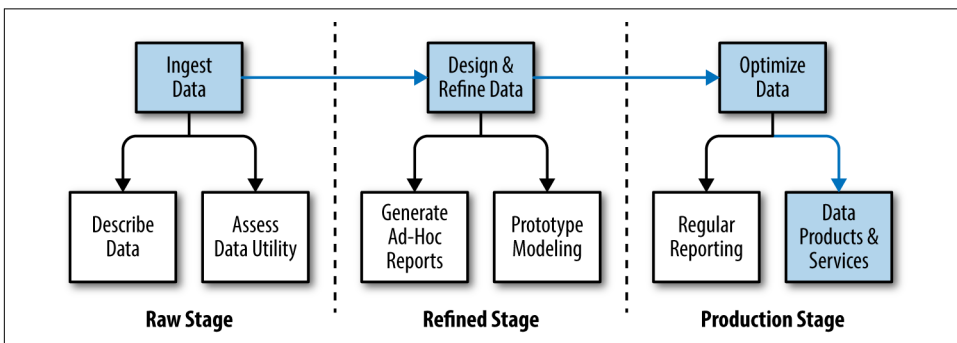 Ingest
Data
Design &
Refine Data
Optimize
Data
Describe
Data
Assess
Data Utility
Generate
Ad-Hoc
Reports
Prototype
Modeling
Regular
Reporting
Data
Products &
Services
Raw Stage
Refined Stage
Production Stage